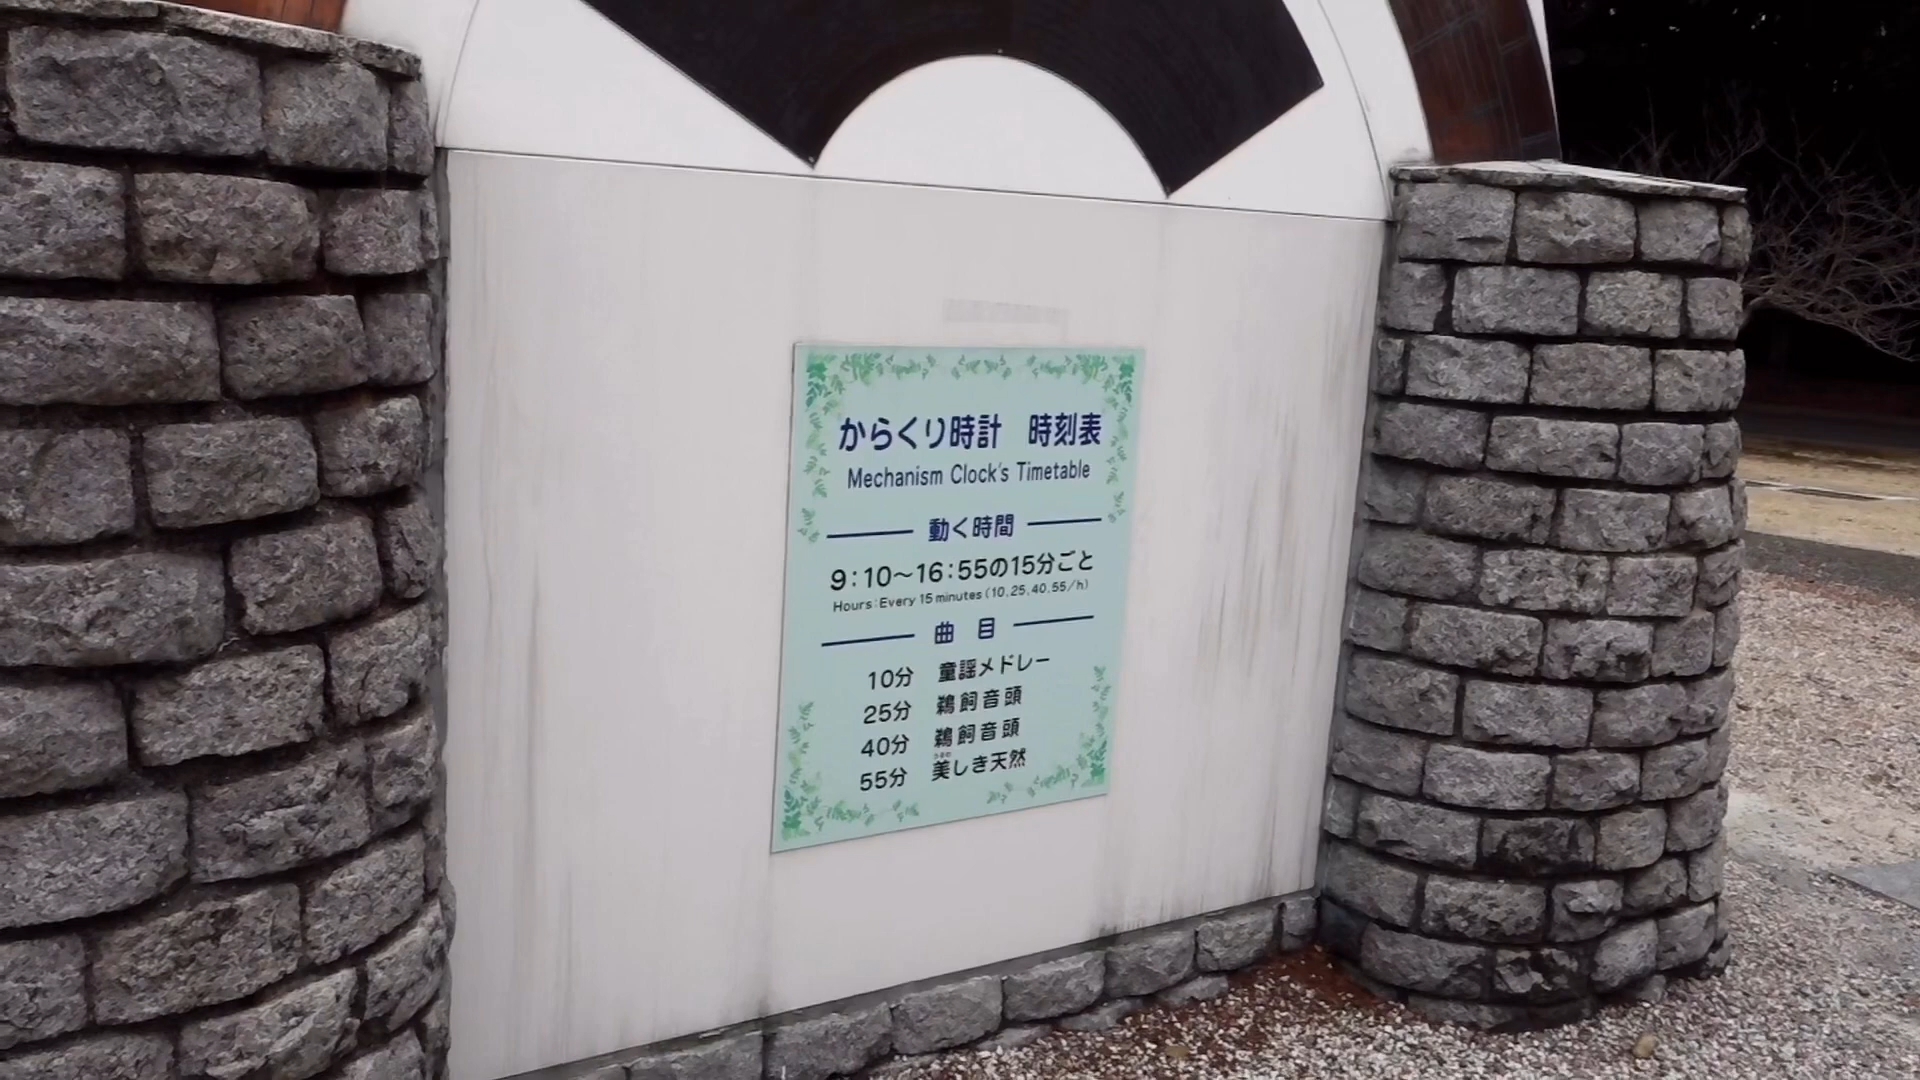 からくり時計 時刻表
Mechanism Clock's Timetable
動く時間
9:10～16:55の15分ごと
Hours:Every 15 minutes (10.25.40.55/h)
曲目
10分 童謡メドレー
25分 鵜飼音頭
40分 鵜飼音頭
55分 美しき天然